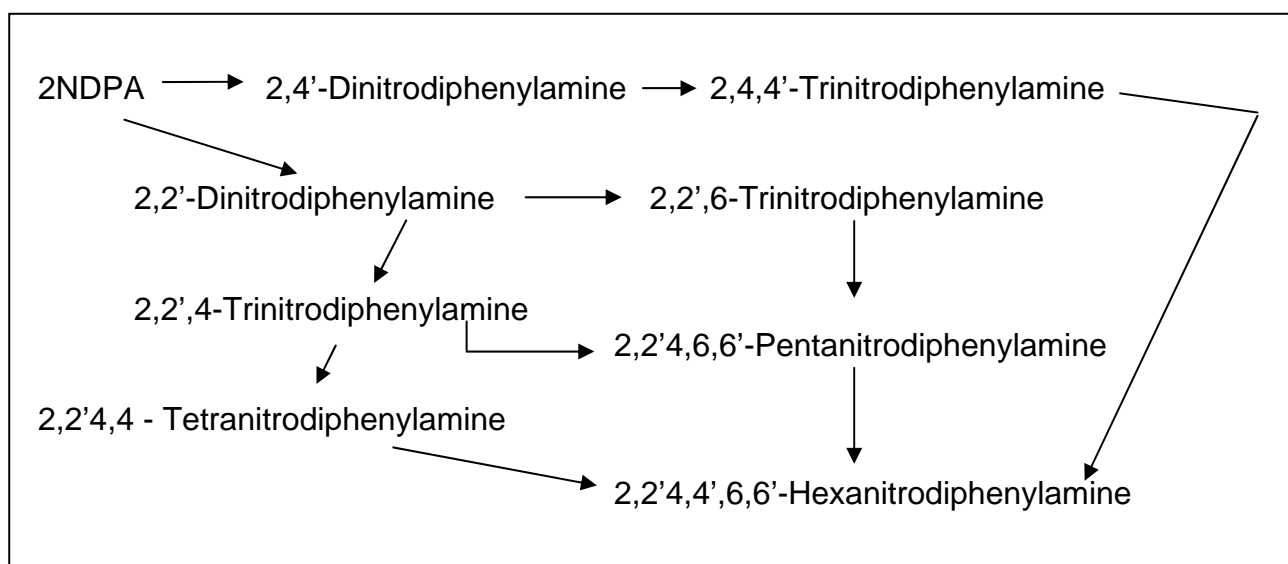 2NDPA 2,4’-Dinitrodiphenylamine 2,4,4’-Trinitrodiphenylamine
2,2’-Dinitrodiphenylamine 2,2’,6-Trinitrodiphenylamine
2,2’,4-Trinitrodiphenylamine
2,2’4,6,6’-Pentanitrodiphenylamine
2,2’4,4 - Tetranitrodiphenylamine
2,2’4,4’,6,6’-Hexanitrodiphenylamine